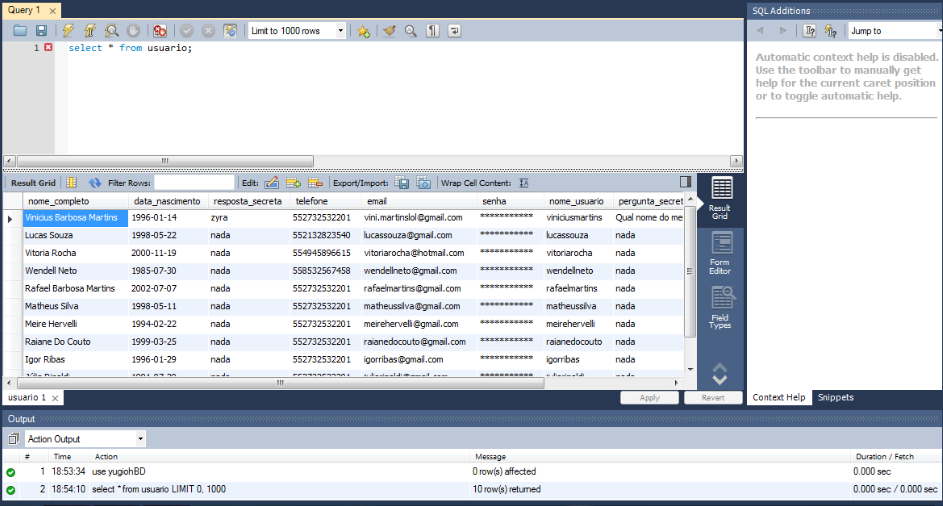 Query 1
SQL Additions
Limit to 1000 rows
Jump to
1 select * from usuario;
Automatic context help is disabled.
Use the toolbar to manually get
help for the current caret position
or to toggle automatic help.
Result Grid Filter Rows: Edit: Export/Import: Wrap Cell Content:
nome_completo data_nascimento resposta_secreta telefone email senha nome_usuario pergunta_secret
Vinicius Barbosa Martins 1996-01-14 zyra 552732532201 vini.martinslol@gmail.com *********** viniciusmartins Qual nome do me
Lucas Souza 1998-05-22 nada 552132823540 lucassouza@gmail.com *********** lucassouza nada
Vitoria Rocha 2000-11-19 nada 554945896615 vitoriarocha@hotmail.com *********** vitoriarocha nada
Wendell Neto 1985-07-30 nada 558532567458 wendellneto@gmail.com *********** wendellneto nada
Rafael Barbosa Martins 2002-07-07 nada 552732532201 rafaelmartins@gmail.com *********** rafaelmartins nada
Matheus Silva 1998-05-11 nada 552732532201 matheussilva@gmail.com *********** matheussilva nada
Meire Hervelli 1994-02-22 nada 552732532201 meirehervelli@gmail.com *********** meirehervelli nada
Raiane Do Couto 1999-03-25 nada 552732532201 raianedocouto@gmail.com *********** raianedocouto nada
Igor Ribas 1996-01-29 nada 552732532201 igorribas@gmail.com *********** igorribas nada
Result
Grid
Form
Editor
Field
Types
usuario 1
Apply
Revert
Context Help
Snippets
Output
Action Output
# Time Action Message Duration / Fetch
1 18:53:34 use yugiohBD 0 row(s) affected 0.000 sec
2 18:54:10 select * from usuario LIMIT 0, 1000 10 row(s) returned 0.000 sec / 0.000 sec